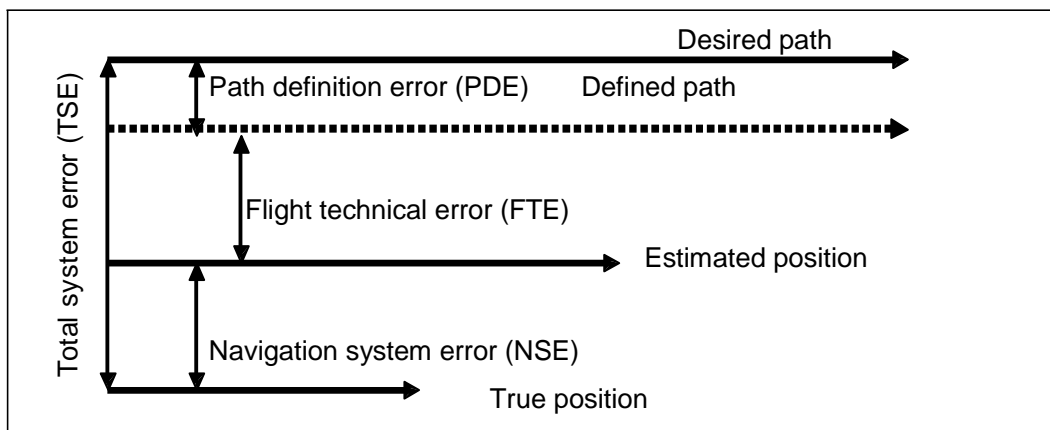 Desired path
Path definition error (PDE)
Defined path
Total system error (TSE)
Flight technical error (FTE)
Estimated position
Navigation system error (NSE)
True position